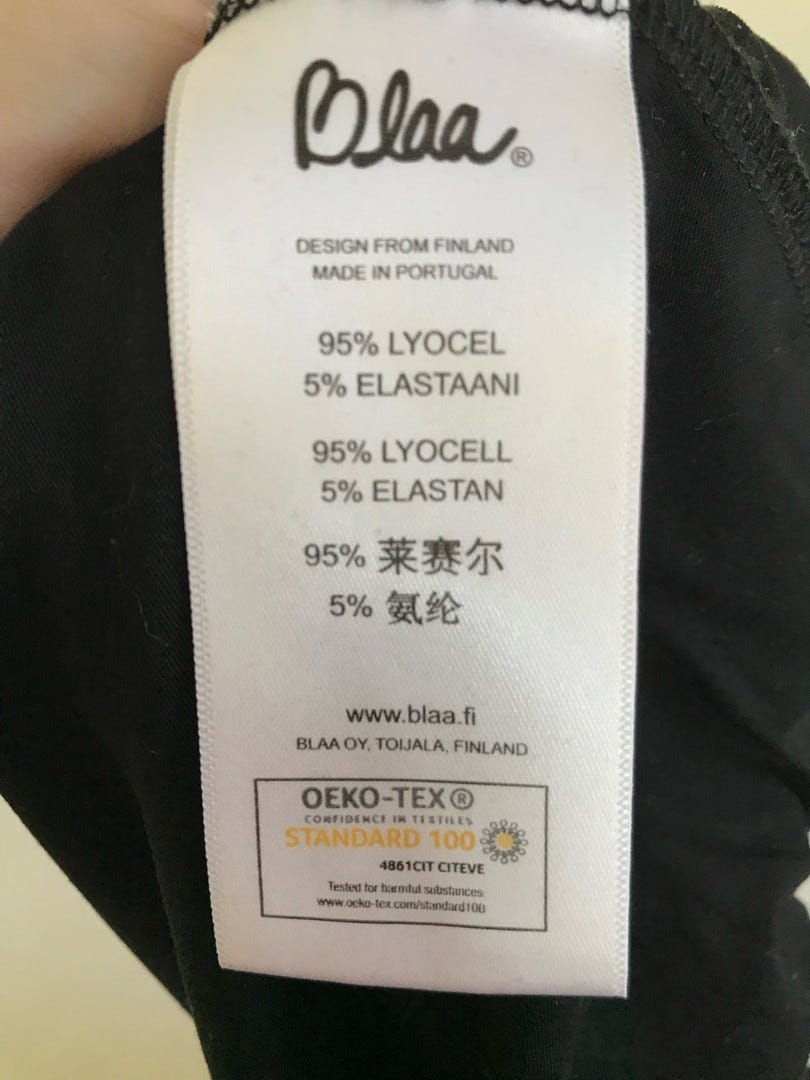 Blaa®
DESIGN FROM FINLAND
MADE IN PORTUGAL
95% LYOCEL
5% ELASTAANI
95% LYOCELL
5% ELASTAN
95% 莱赛尔
5% 氨纶
www.blaa.fi
BLAA OY, TOIJALA, FINLAND
OEKO-TEX®
CONFIDENCE IN TEXTILES
STANDARD 100
4861CIT CITEVE
Tested for harmful substances.
www.oeko-tex.com/standard100